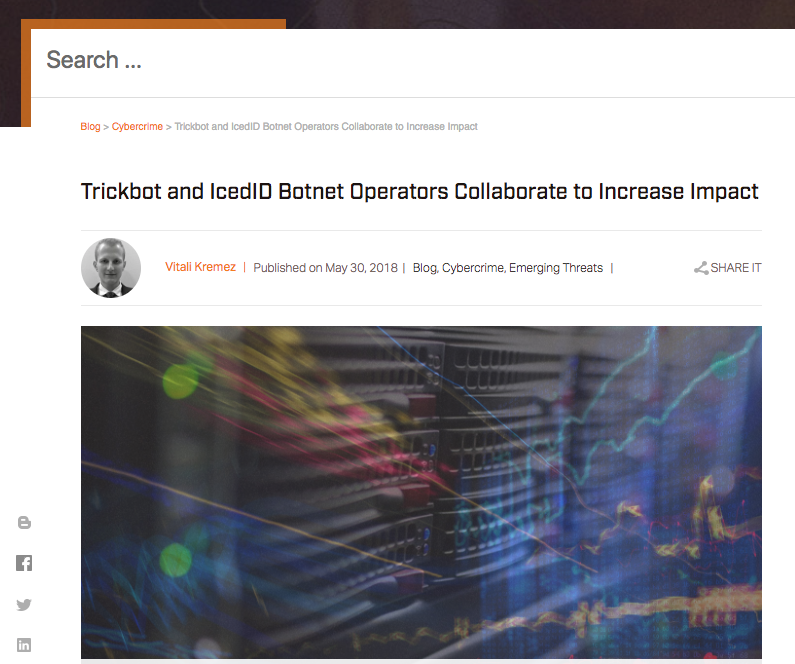 Search ...
Blog > Cybercrime > Trickbot and IcedID Botnet Operators Collaborate to Increase Impact
Trickbot and IcedID Botnet Operators Collaborate to Increase Impact
Vitali Kremez | Published on May 30, 2018 | Blog, Cybercrime, Emerging Threats | SHARE IT